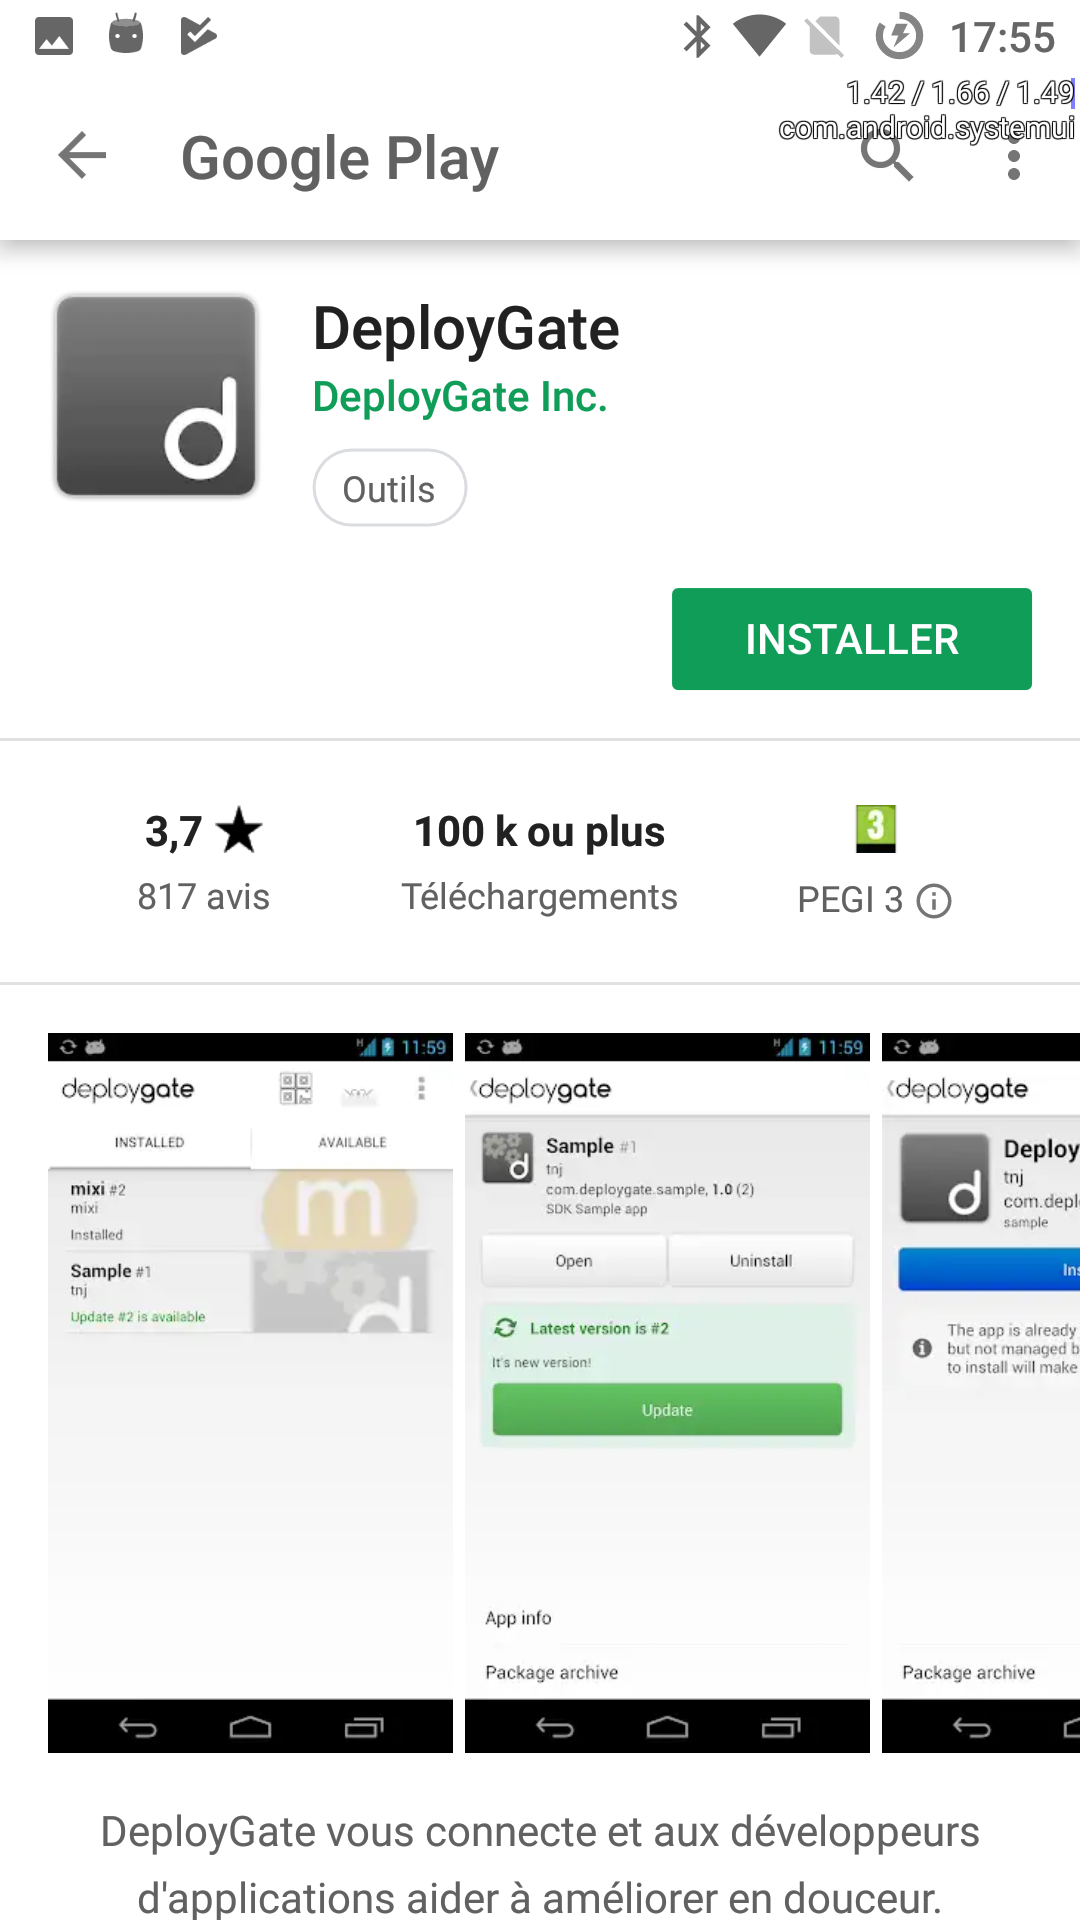 17:55
1.42 / 1.66 / 1.49
com.android.systemui
Google Play
DeployGate
DeployGate Inc.
Outils
INSTALLER
3,7 ★
817 avis
100 k ou plus
Téléchargements
3
PEGI 3
H 11:59
deploygate
INSTALLED AVAILABLE
mixi #2
mixi
Installed
Sample #1
tnj
Update #2 is available
H 11:59
deploygate
Sample #1
tnj
com.deploygate.sample, 1.0 (2)
SDK Sample app
Open Uninstall
Latest version is #2
It's new version!
Update
App info
Package archive
deploygate
Deploy
tnj
com.depl
sample
Ins
The app is already
but not managed b
to install will make
Package archive
DeployGate vous connecte et aux développeurs
d'applications aider à améliorer en douceur.